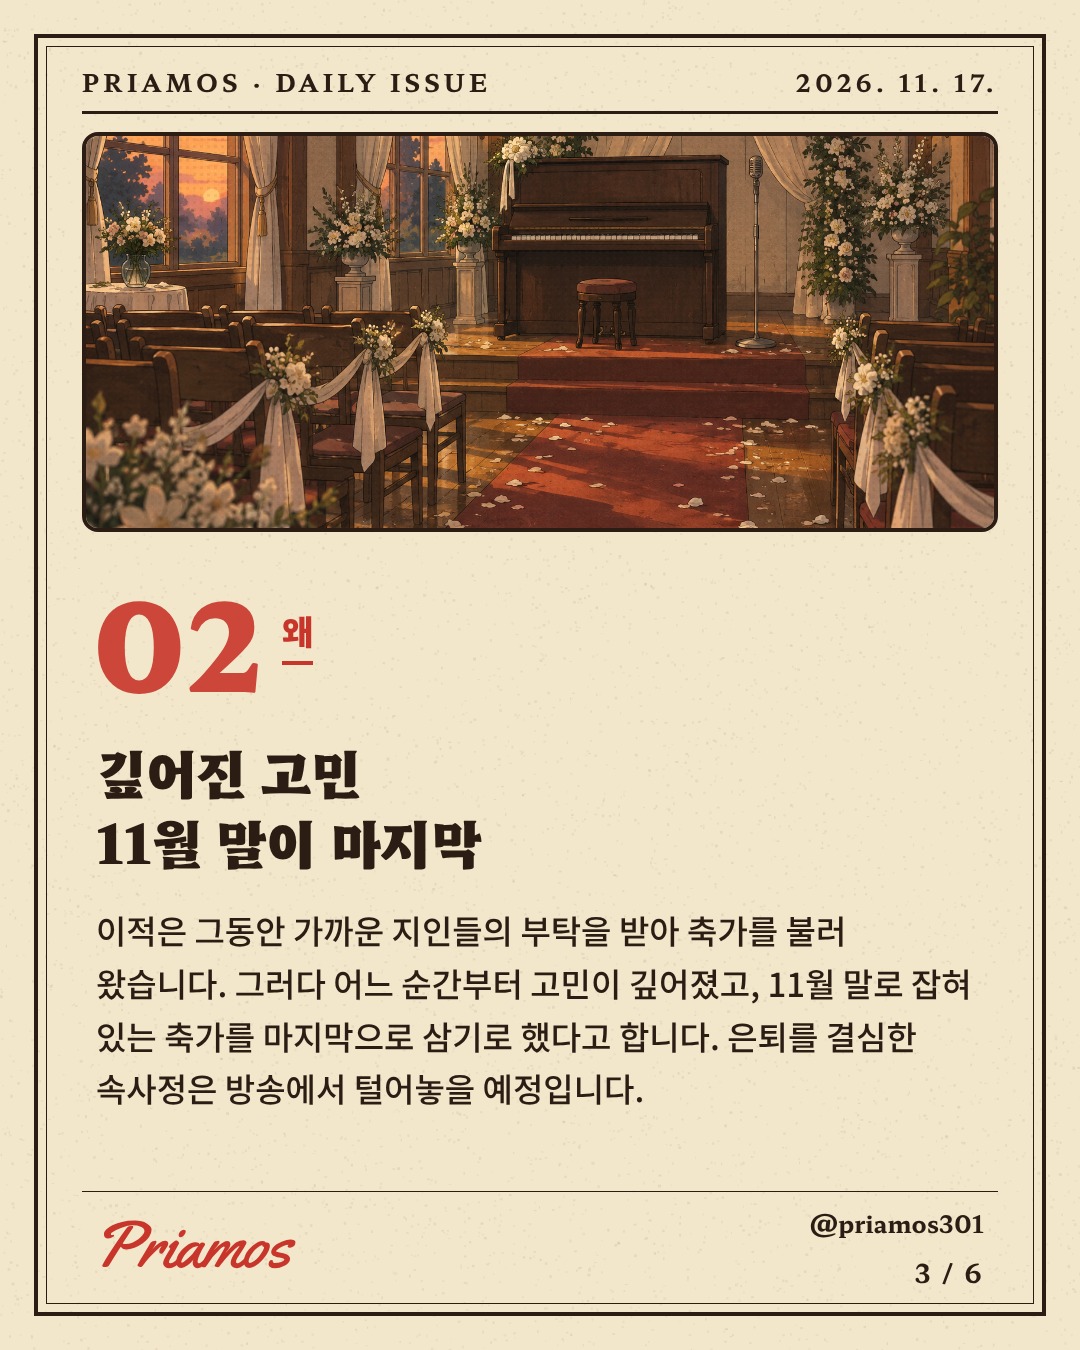 PRIAMOS · DAILY ISSUE
2026. 11. 17.
02 왜
깊어진 고민
11월 말이 마지막
이적은 그동안 가까운 지인들의 부탁을 받아 축가를 불러
왔습니다. 그러다 어느 순간부터 고민이 깊어졌고, 11월 말로 잡혀
있는 축가를 마지막으로 삼기로 했다고 합니다. 은퇴를 결심한
속사정은 방송에서 털어놓을 예정입니다.
Priamos
@priamos301
3 / 6